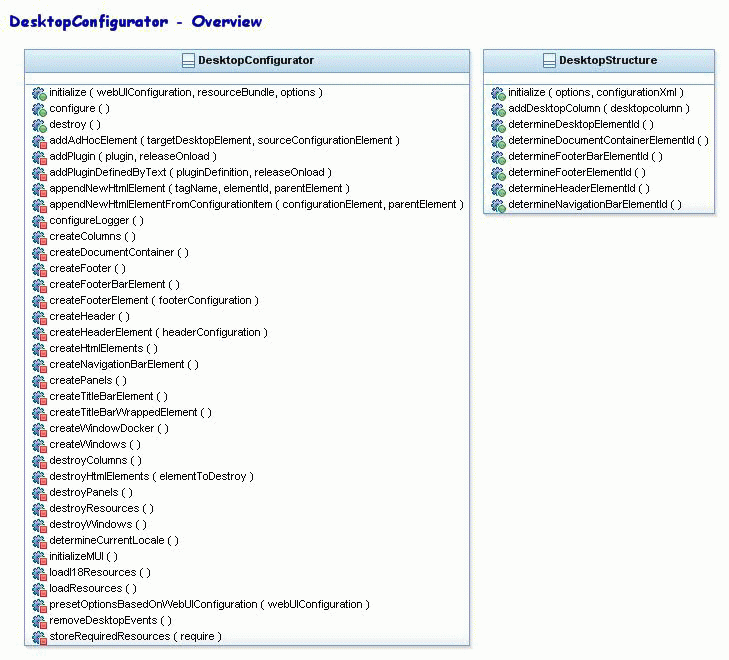 DesktopConfigurator - Overview
DesktopConfigurator
initialize ( webUIConfiguration, resourceBundle, options )
configure ( )
destroy ( )
addAdHocElement ( targetDesktopElement, sourceConfigurationElement )
addPlugin ( plugin, releaseOnload )
addPluginDefinedByText ( pluginDefinition, releaseOnload )
appendNewHtmlElement ( tagName, elementId, parentElement )
appendNewHtmlElementFromConfigurationItem ( configurationElement, parentElement )
configureLogger ( )
createColumns ( )
createDocumentContainer ( )
createFooter ( )
createFooterBarElement ( )
createFooterElement ( footerConfiguration )
createHeader ( )
createHeaderElement ( headerConfiguration )
createHtmlElements ( )
createNavigationBarElement ( )
createPanels ( )
createTitleBarElement ( )
createTitleBarWrappedElement ( )
createWindowDocker ( )
createWindows ( )
destroyColumns ( )
destroyHtmlElements ( elementToDestroy )
destroyPanels ( )
destroyResources ( )
destroyWindows ( )
determineCurrentLocale ( )
initializeMUI ( )
loadI18Resources ( )
loadResources ( )
presetOptionsBasedOnWebUIConfiguration ( webUIConfiguration )
removeDesktopEvents ( )
storeRequiredResources ( require )
DesktopStructure
initialize ( options, configurationXml )
addDesktopColumn ( desktopcolumn )
determineDesktopElementId ( )
determineDocumentContainerElementId ( )
determineFooterBarElementId ( )
determineFooterElementId ( )
determineHeaderElementId ( )
determineNavigationBarElementId ( )